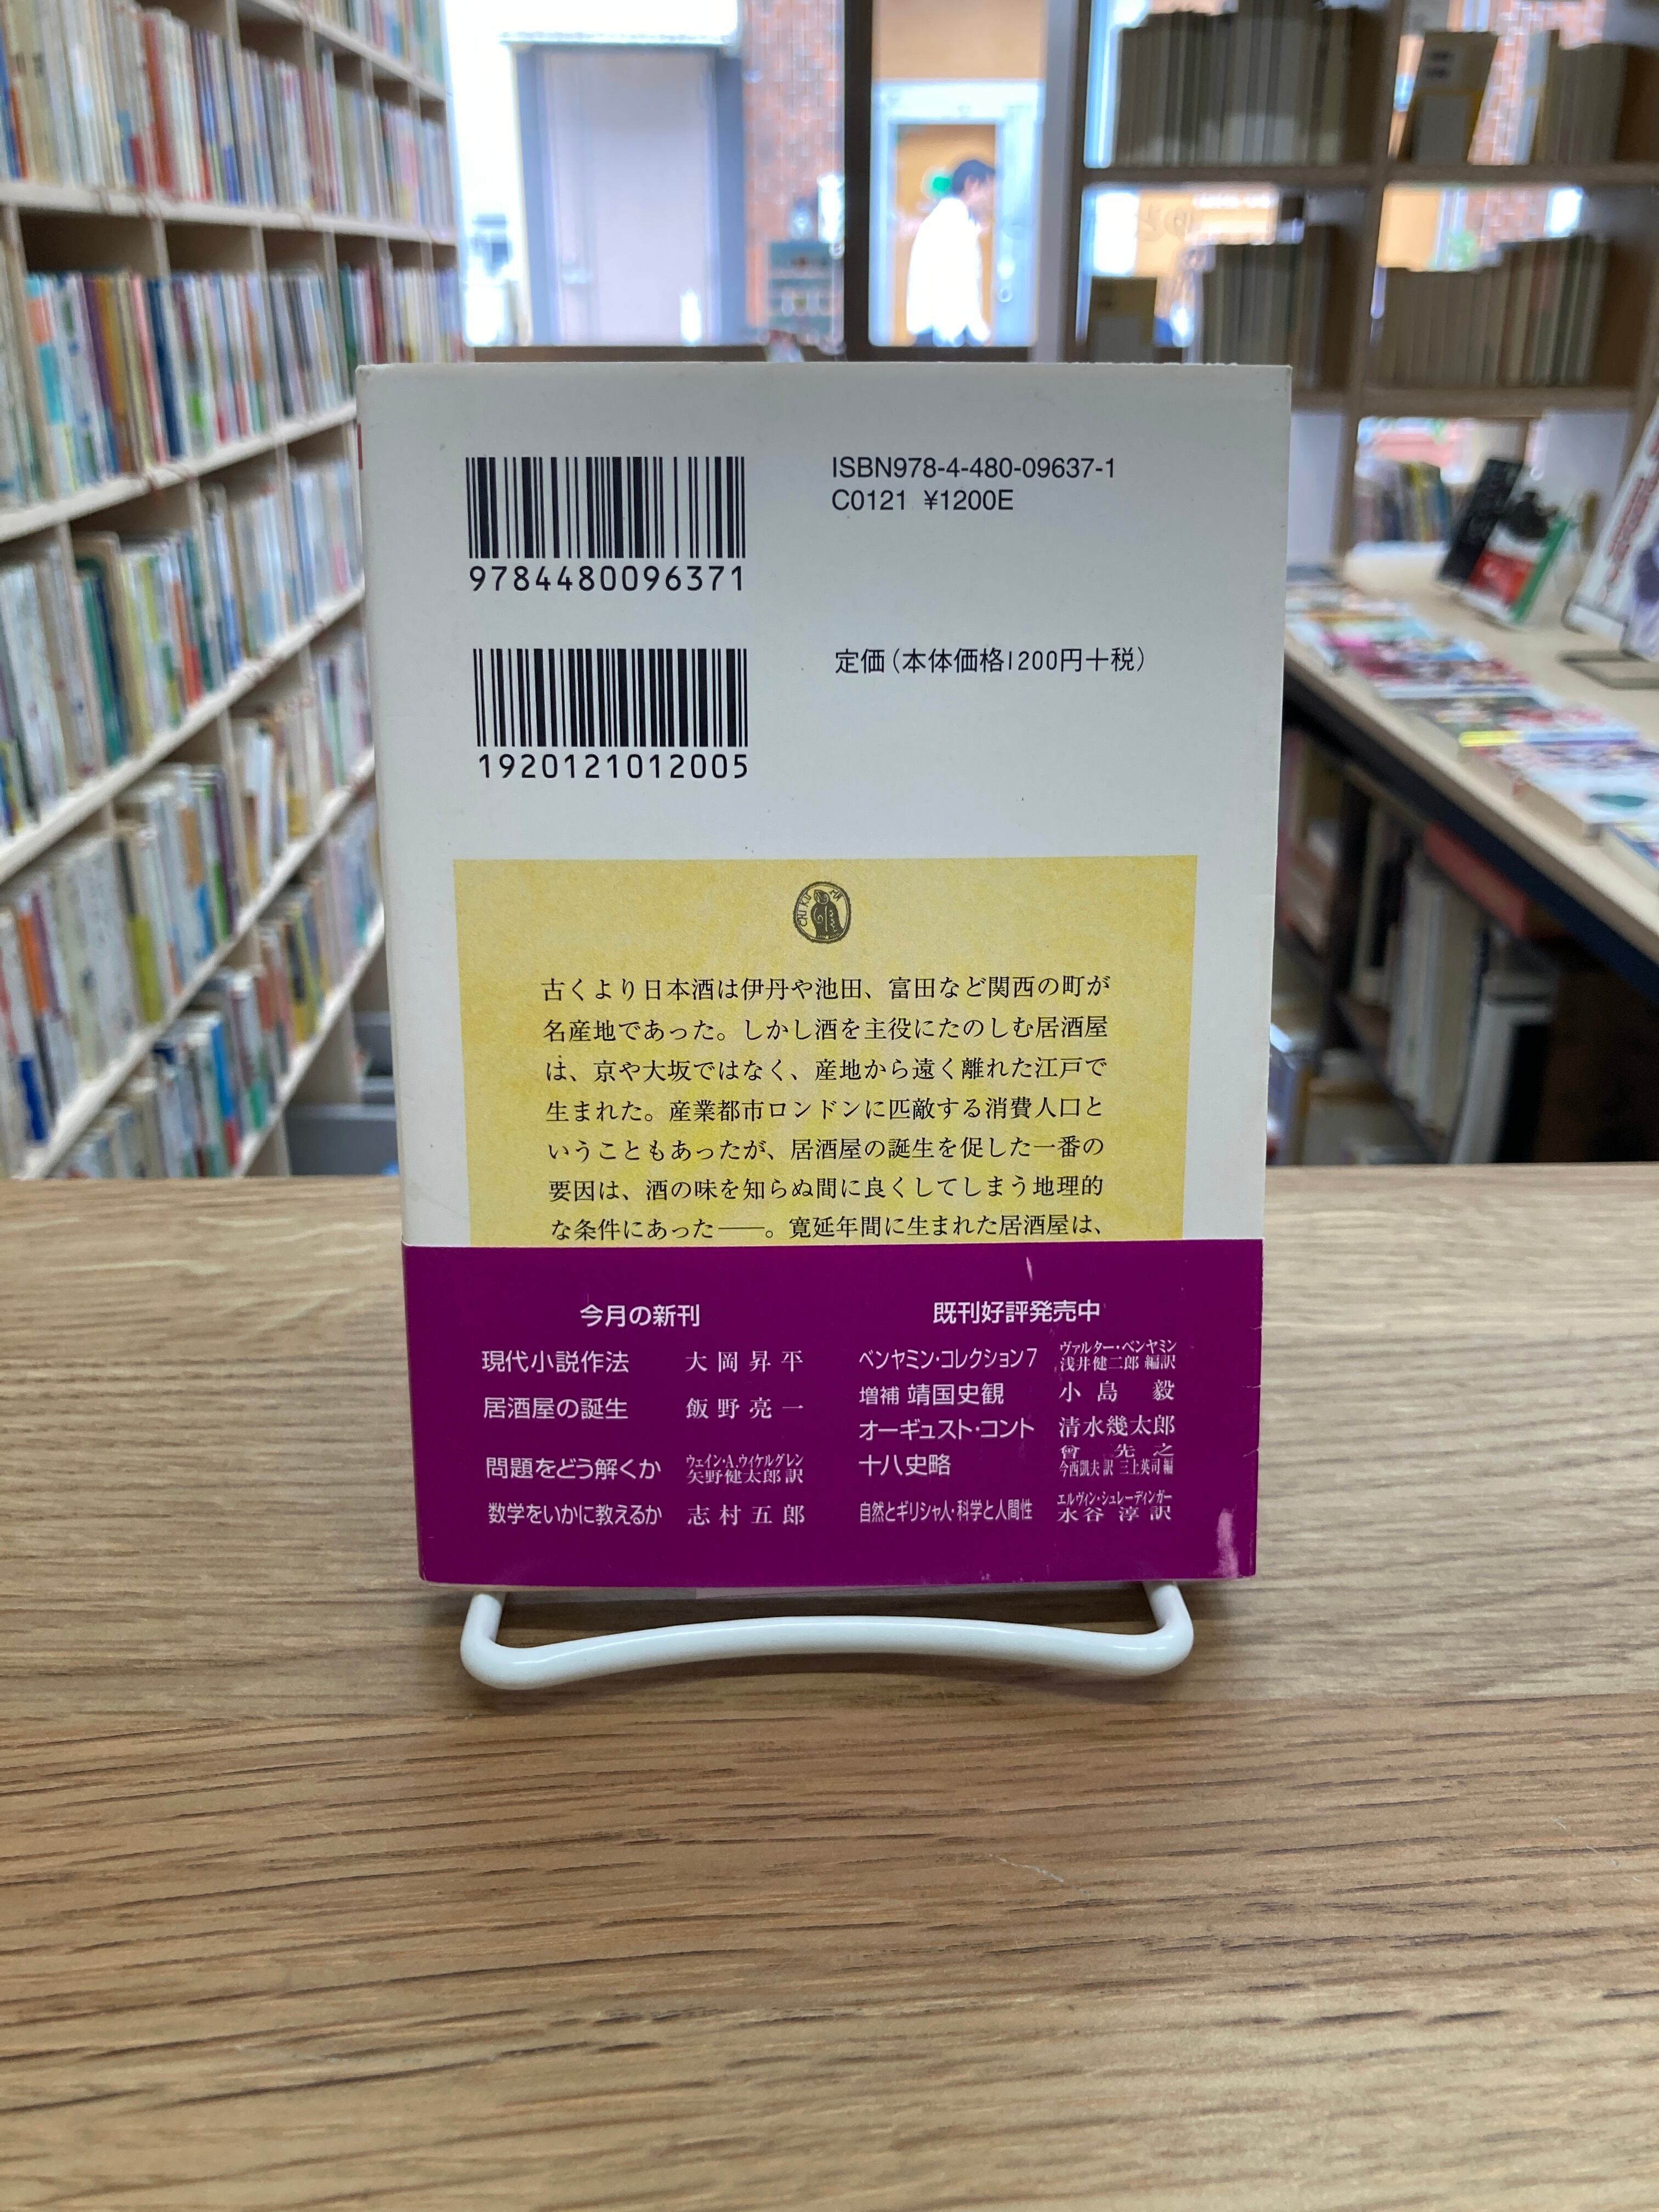 9784480096371
ISBN978-4-480-09637-1
C0121 ¥1200E
1920121012005
定価(本体価格1200円+税)
CHIKUMA
古くより日本酒は伊丹や池田、富田など関西の町が
名産地であった。しかし酒を主役にたのしむ居酒屋
は、京や大坂ではなく、産地から遠く離れた江戸で
生まれた。産業都市ロンドンに匹敵する消費人口と
いうこともあったが、居酒屋の誕生を促した一番の
要因は、酒の味を知らぬ間に良くしてしまう地理的
な条件にあった――。寛延年間に生まれた居酒屋は、
今月の新刊
現代小説作法 大岡昇平
居酒屋の誕生 飯野亮一
問題をどう解くか ウェイン・A.ウィケルグレン
矢野健太郎 訳
数学をいかに教えるか 志村五郎
既刊好評発売中
ベンヤミン・コレクション7 ヴァルター・ベンヤミン
浅井健二郎 編訳
増補 靖国史観 小島毅
オーギュスト・コント 清水幾太郎
十八史略 曾先之
今西凱夫 訳 三上英司 編
自然とギリシャ人・科学と人間性 エルヴィン・シュレーディンガー
水谷淳 訳